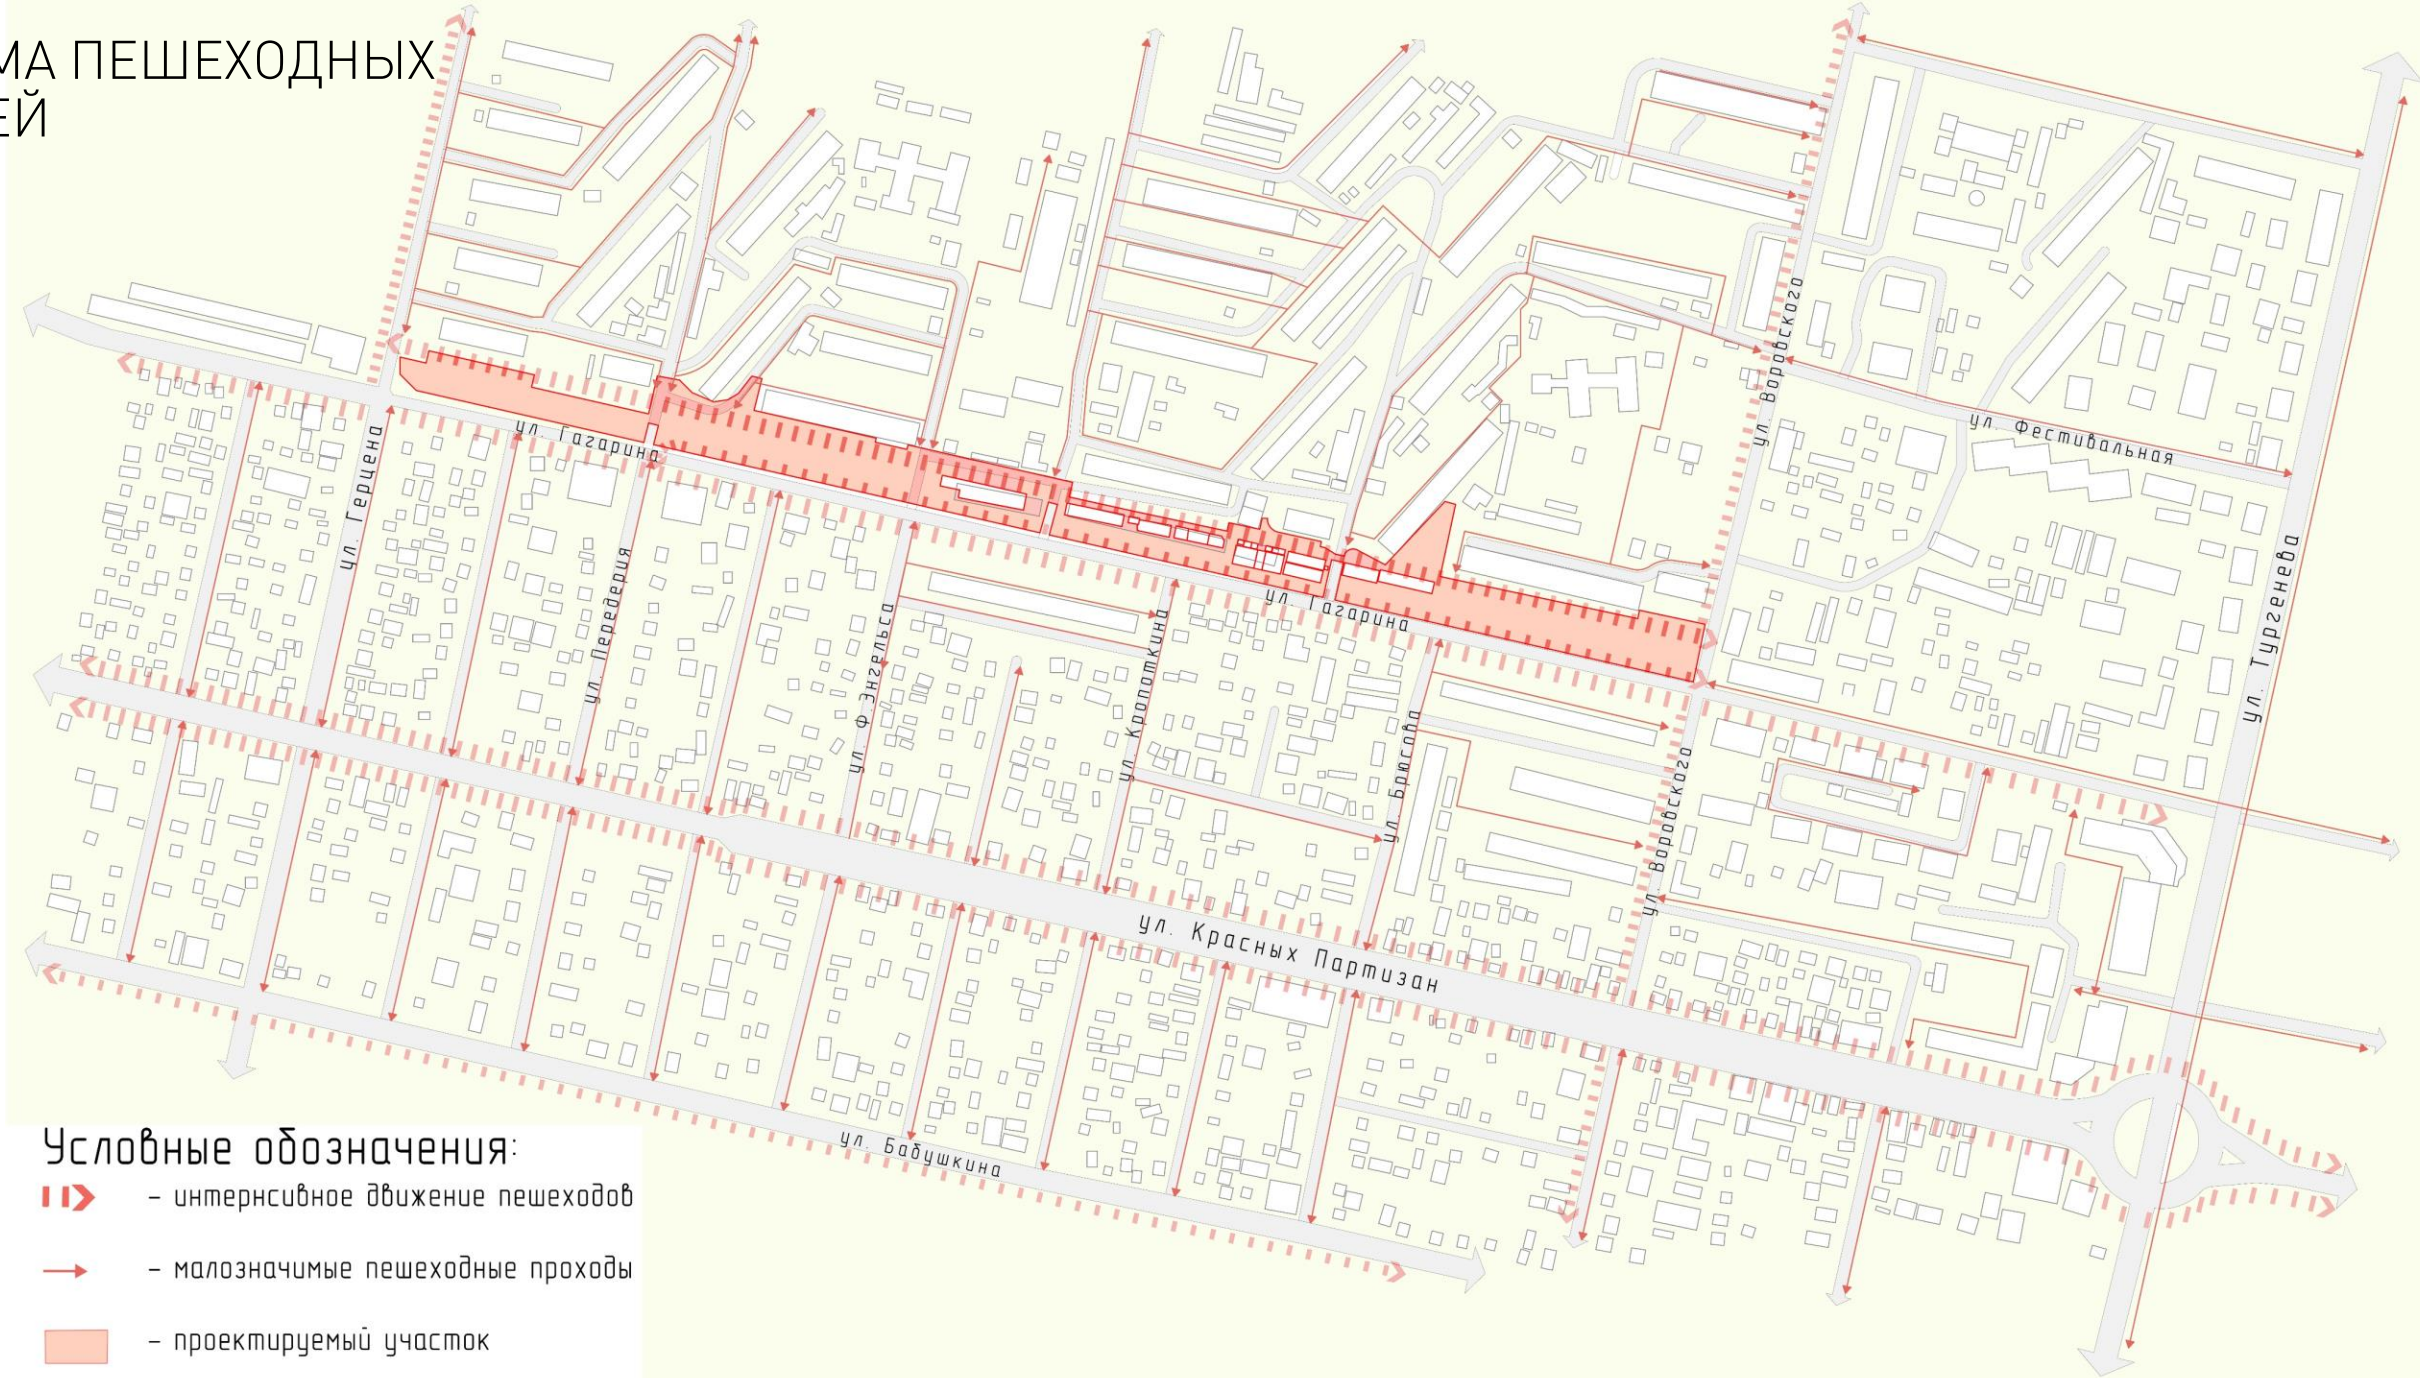 МА ПЕШЕХОДНЫХ
ЕЙ
ул. Гагарина
ул. Герцена
ул. Передерия
ул. Ф.Энгельса
ул. Кропоткина
ул. Гагарина
ул. Брюсова
ул. Воровского
ул. Воровского
ул. Фестивальная
ул. Тургенева
ул. Красных Партизан
ул. Бабушкина
Условные обозначения:
– интернсивное движение пешеходов
– малозначимые пешеходные проходы
– проектируемый участок